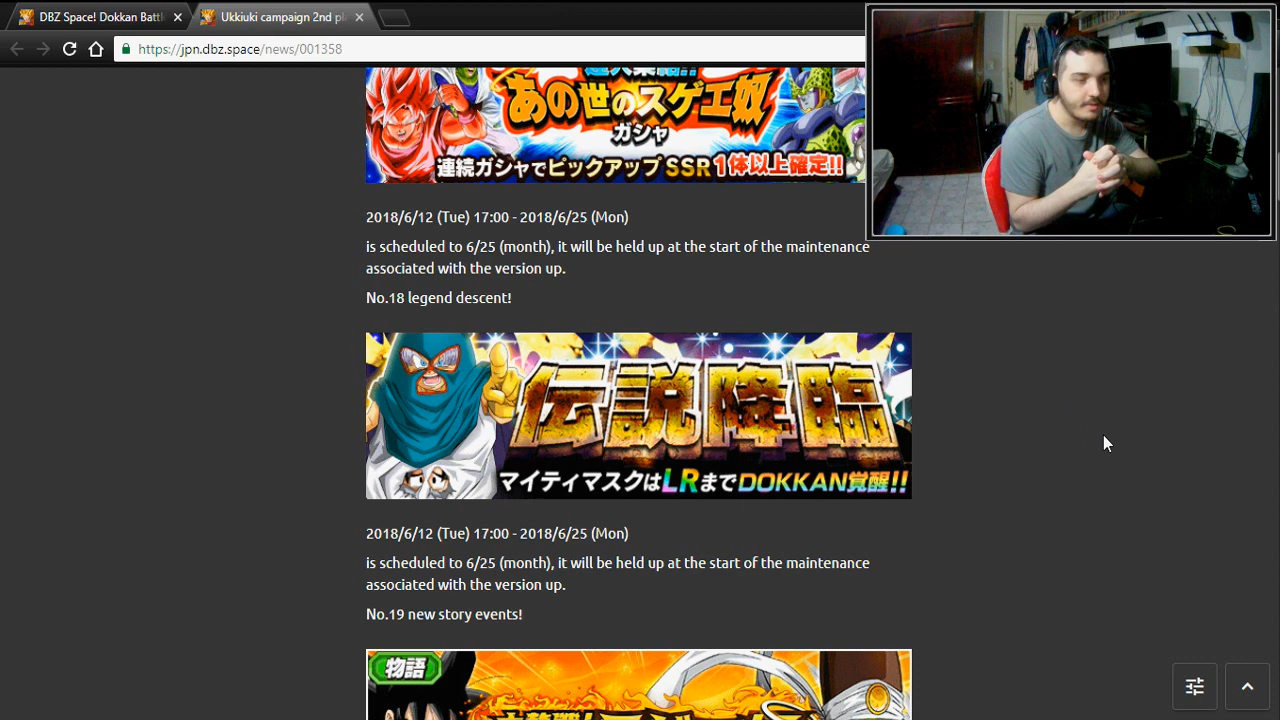 DBZ Space! Dokkan Battl
Ukkiuki campaign 2nd pl
https://jpn.dbz.space/news/001358
あの世のスゲエ奴
ガシャ
連続ガシャでピックアップSSR1体以上確定!!
2018/6/12 (Tue) 17:00 - 2018/6/25 (Mon)
is scheduled to 6/25 (month), it will be held up at the start of the maintenance
associated with the version up.
No.18 legend descent!
伝説降臨
マイティマスクはLRまでDOKKAN覚醒!!
2018/6/12 (Tue) 17:00 - 2018/6/25 (Mon)
is scheduled to 6/25 (month), it will be held up at the start of the maintenance
associated with the version up.
No.19 new story events!
物語